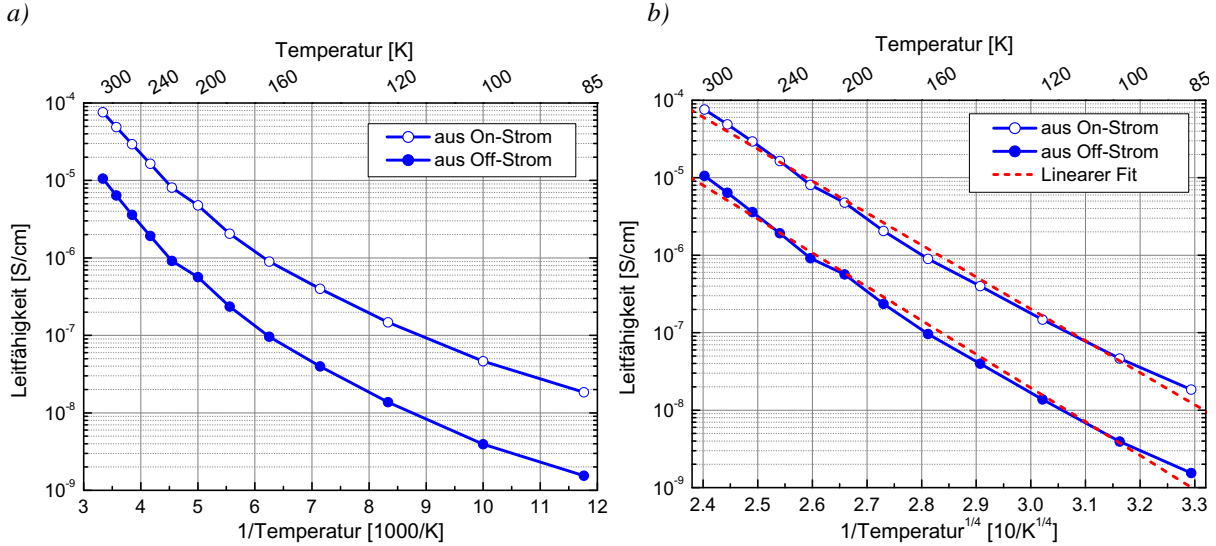 a)
Temperatur [K]
300 240 200 160 120 100 85
10^-4
10^-5
10^-6
10^-7
10^-8
10^-9
Leitfähigkeit [S/cm]
aus On-Strom
aus Off-Strom
3 4 5 6 7 8 9 10 11 12
1/Temperatur [1000/K]
b)
Temperatur [K]
300 240 200 160 120 100 85
10^-4
10^-5
10^-6
10^-7
10^-8
10^-9
Leitfähigkeit [S/cm]
aus On-Strom
aus Off-Strom
Linearer Fit
2.4 2.5 2.6 2.7 2.8 2.9 3.0 3.1 3.2 3.3
1/Temperatur^1/4 [10/K^1/4]